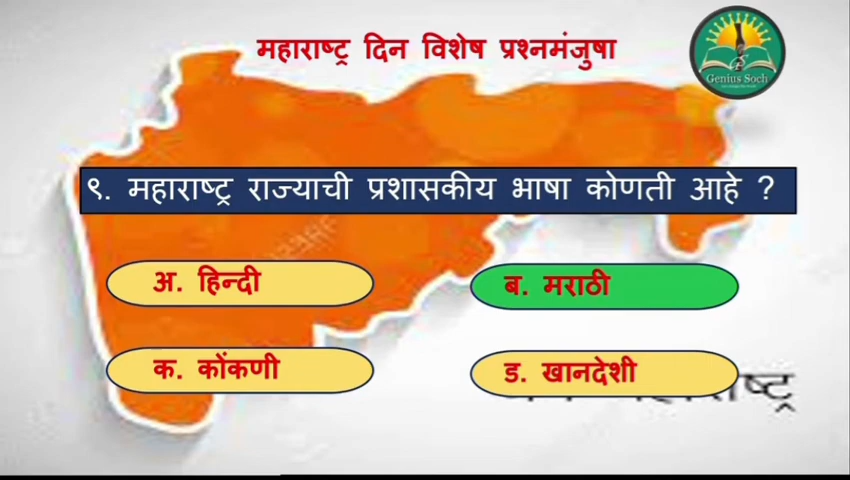 महाराष्ट्र दिन विशेष प्रश्नमंजुषा
Genius Soch
९. महाराष्ट्र राज्याची प्रशासकीय भाषा कोणती आहे ?
अ. हिन्दी
ब. मराठी
क. कोंकणी
ड. खानदेशी